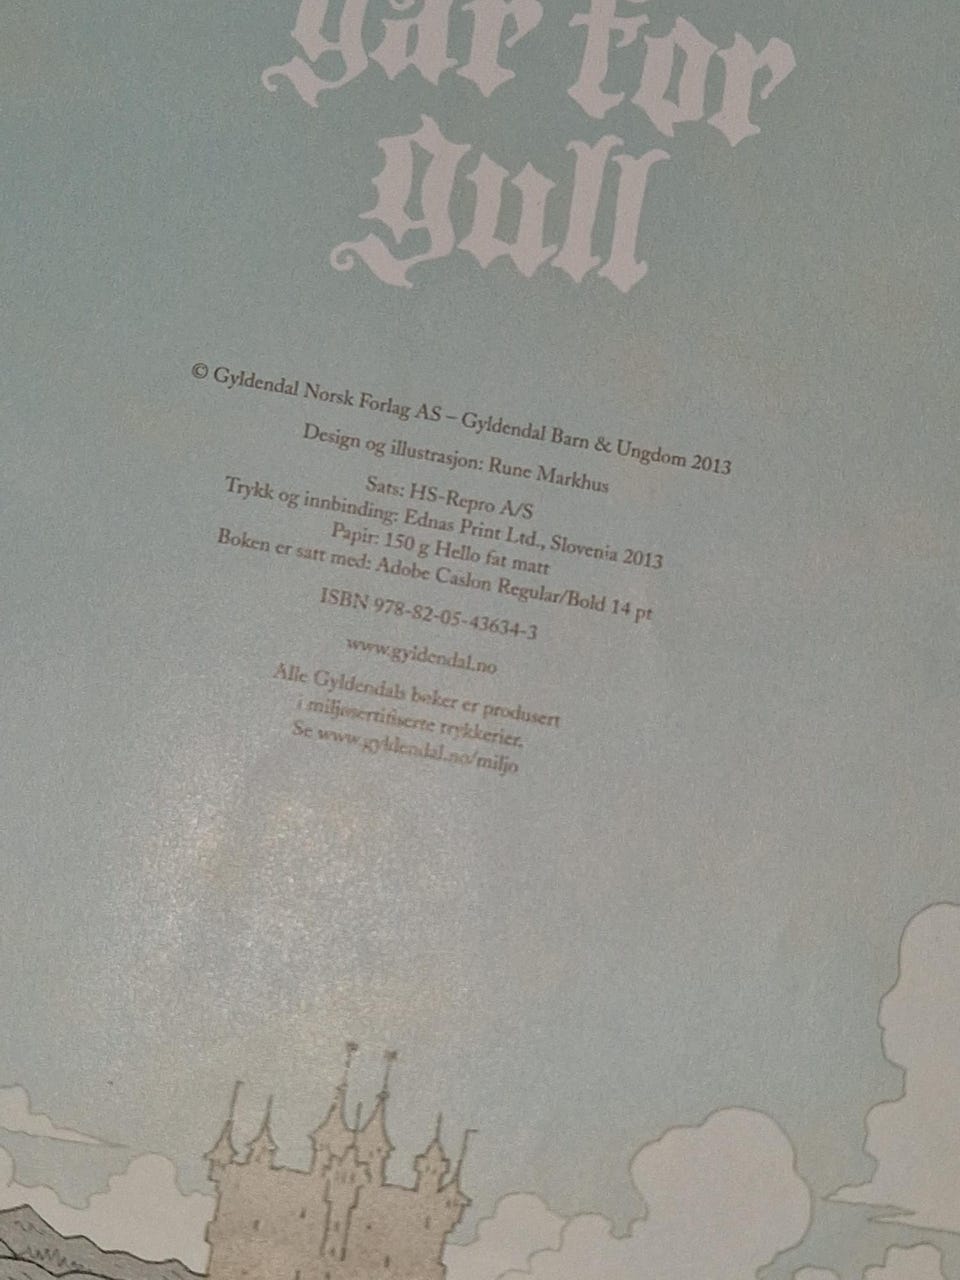 går før
gull
© Gyldendal Norsk Forlag AS – Gyldendal Barn & Ungdom 2013
Design og illustrasjon: Rune Markhus
Sats: HS-Repro A/S
Trykk og innbinding: Ednas Print Ltd., Slovenia 2013
Papir: 150 g Hello fat matt
Boken er satt med: Adobe Caslon Regular/Bold 14 pt
ISBN 978-82-05-43634-3
www.gyldendal.no
Alle Gyldendals bøker er produsert
i miljøsertifiserte trykkerier.
Se www.gyldendal.no/miljo